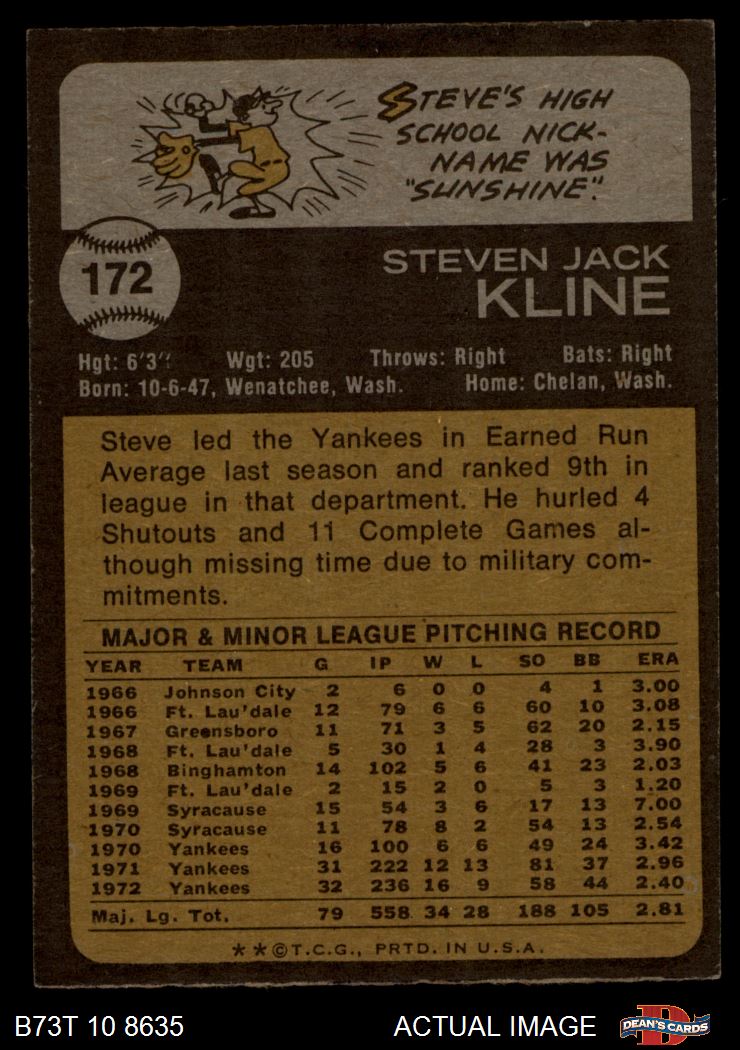 STEVE'S HIGH
SCHOOL NICK-
NAME WAS
"SUNSHINE".
172
STEVEN JACK
KLINE
Hgt: 6'3" Wgt: 205 Throws: Right Bats: Right
Born: 10-6-47, Wenatchee, Wash. Home: Chelan, Wash.
Steve led the Yankees in Earned Run
Average last season and ranked 9th in
league in that department. He hurled 4
Shutouts and 11 Complete Games al-
though missing time due to military com-
mitments.
MAJOR & MINOR LEAGUE PITCHING RECORD
YEAR TEAM G IP W L SO BB ERA
1966 Johnson City 2 6 0 0 4 1 3.00
1966 Ft. Lau'dale 12 79 6 6 60 10 3.08
1967 Greensboro 11 71 3 5 62 20 2.15
1968 Ft. Lau'dale 5 30 1 4 28 3 3.90
1968 Binghamton 14 102 5 6 41 23 2.03
1969 Ft. Lau'dale 2 15 2 0 5 3 1.20
1969 Syracause 15 54 3 6 17 13 7.00
1970 Syracause 11 78 8 2 54 13 2.54
1970 Yankees 16 100 6 6 49 24 3.42
1971 Yankees 31 222 12 13 81 37 2.96
1972 Yankees 32 236 16 9 58 44 2.40
Maj. Lg. Tot. 79 558 34 28 188 105 2.81
**©T.C.G., PRTD. IN U.S.A.
B73T 10 8635 ACTUAL IMAGE DEAN'S CARDS